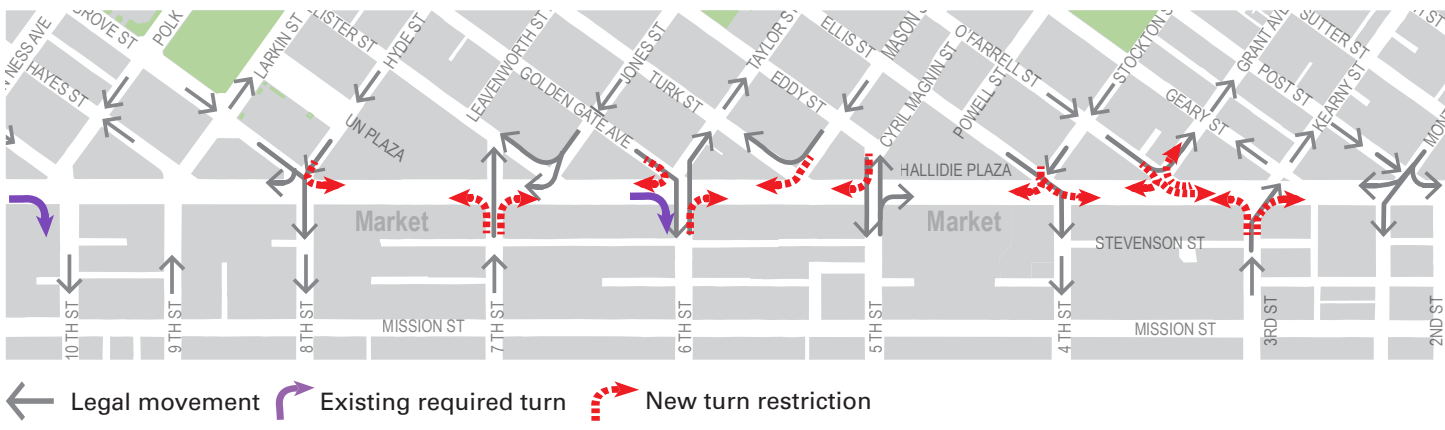 GROVE ST
POLK
LARKIN ST
HYDE ST
LEAVENWORTH ST
JONES ST
TAYLOR ST
ELLIS ST
MASON ST
O'FARRELL ST
STOCKTON ST
GRANT AVE
SUTTER ST
NESS AVE
HAYES ST
GOLDEN GATE AVE
TURK ST
EDDY ST
CYRIL MAGNIN ST
POWELL ST
GEARY ST
POST ST
KEARNY ST
UN PLAZA
HALLIDIE PLAZA
Market
Market
STEVENSON ST
MISSION ST
MISSION ST
10TH ST
9TH ST
8TH ST
7TH ST
6TH ST
5TH ST
4TH ST
3RD ST
2ND ST
Legal movement
Existing required turn
New turn restriction